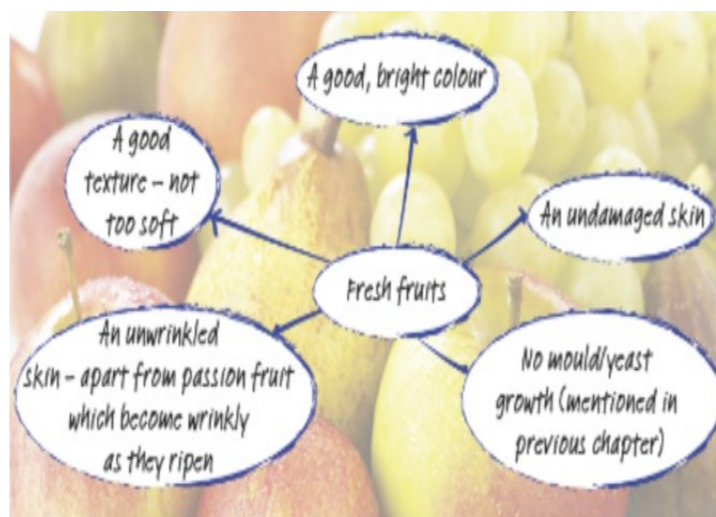 A good, bright colour
A good
texture – not
too soft
An undamaged skin
Fresh fruits
An unwrinkled
skin – apart from passion fruit
which become wrinkly
as they ripen
No mould/yeast
growth (mentioned in
previous chapter)